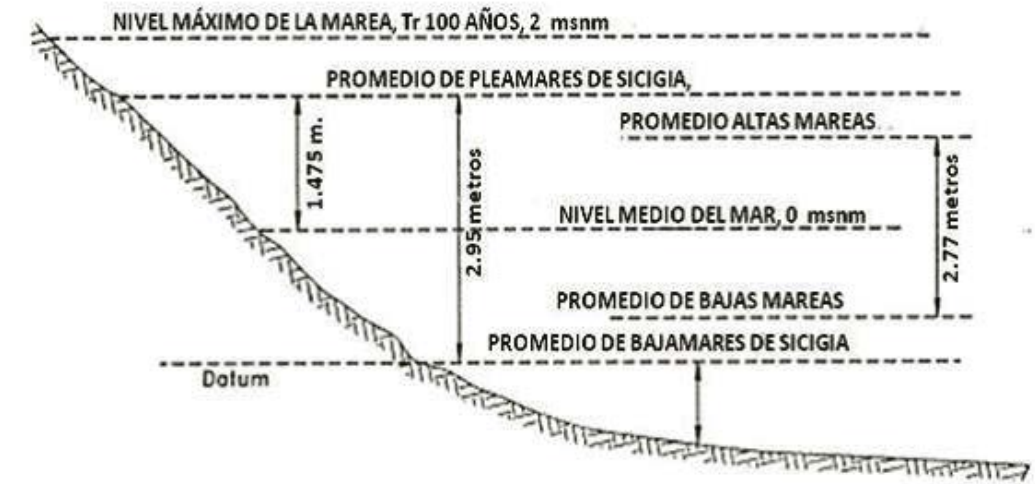 NIVEL MÁXIMO DE LA MAREA, Tr 100 AÑOS, 2 msnm
PROMEDIO DE PLEAMARES DE SICIGIA,
PROMEDIO ALTAS MAREAS
1.475 m.
2.95 metros
2.77 metros
NIVEL MEDIO DEL MAR, 0 msnm
PROMEDIO DE BAJAS MAREAS
PROMEDIO DE BAJAMARES DE SICIGIA
Datum